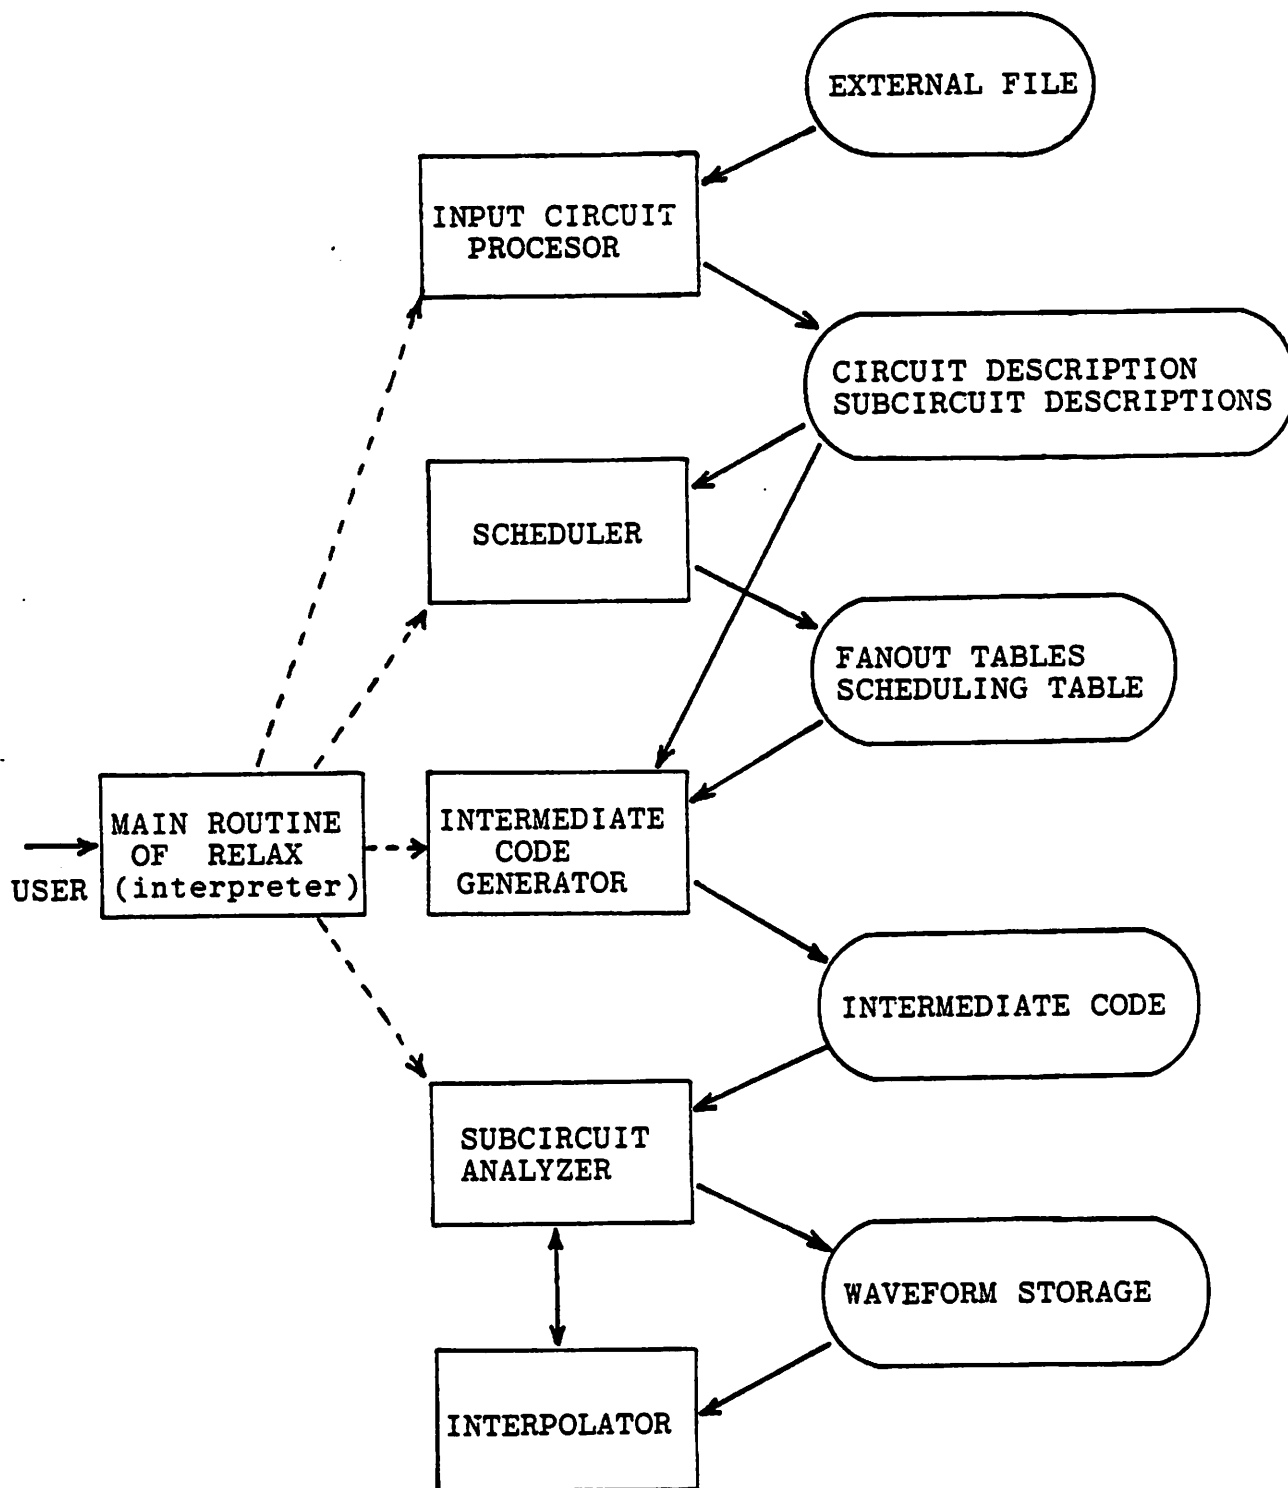 EXTERNAL FILE
INPUT CIRCUIT
PROCESOR
CIRCUIT DESCRIPTION
SUBCIRCUIT DESCRIPTIONS
SCHEDULER
FANOUT TABLES
SCHEDULING TABLE
MAIN ROUTINE
OF RELAX
(interpreter)
USER
INTERMEDIATE
CODE
GENERATOR
INTERMEDIATE CODE
SUBCIRCUIT
ANALYZER
WAVEFORM STORAGE
INTERPOLATOR